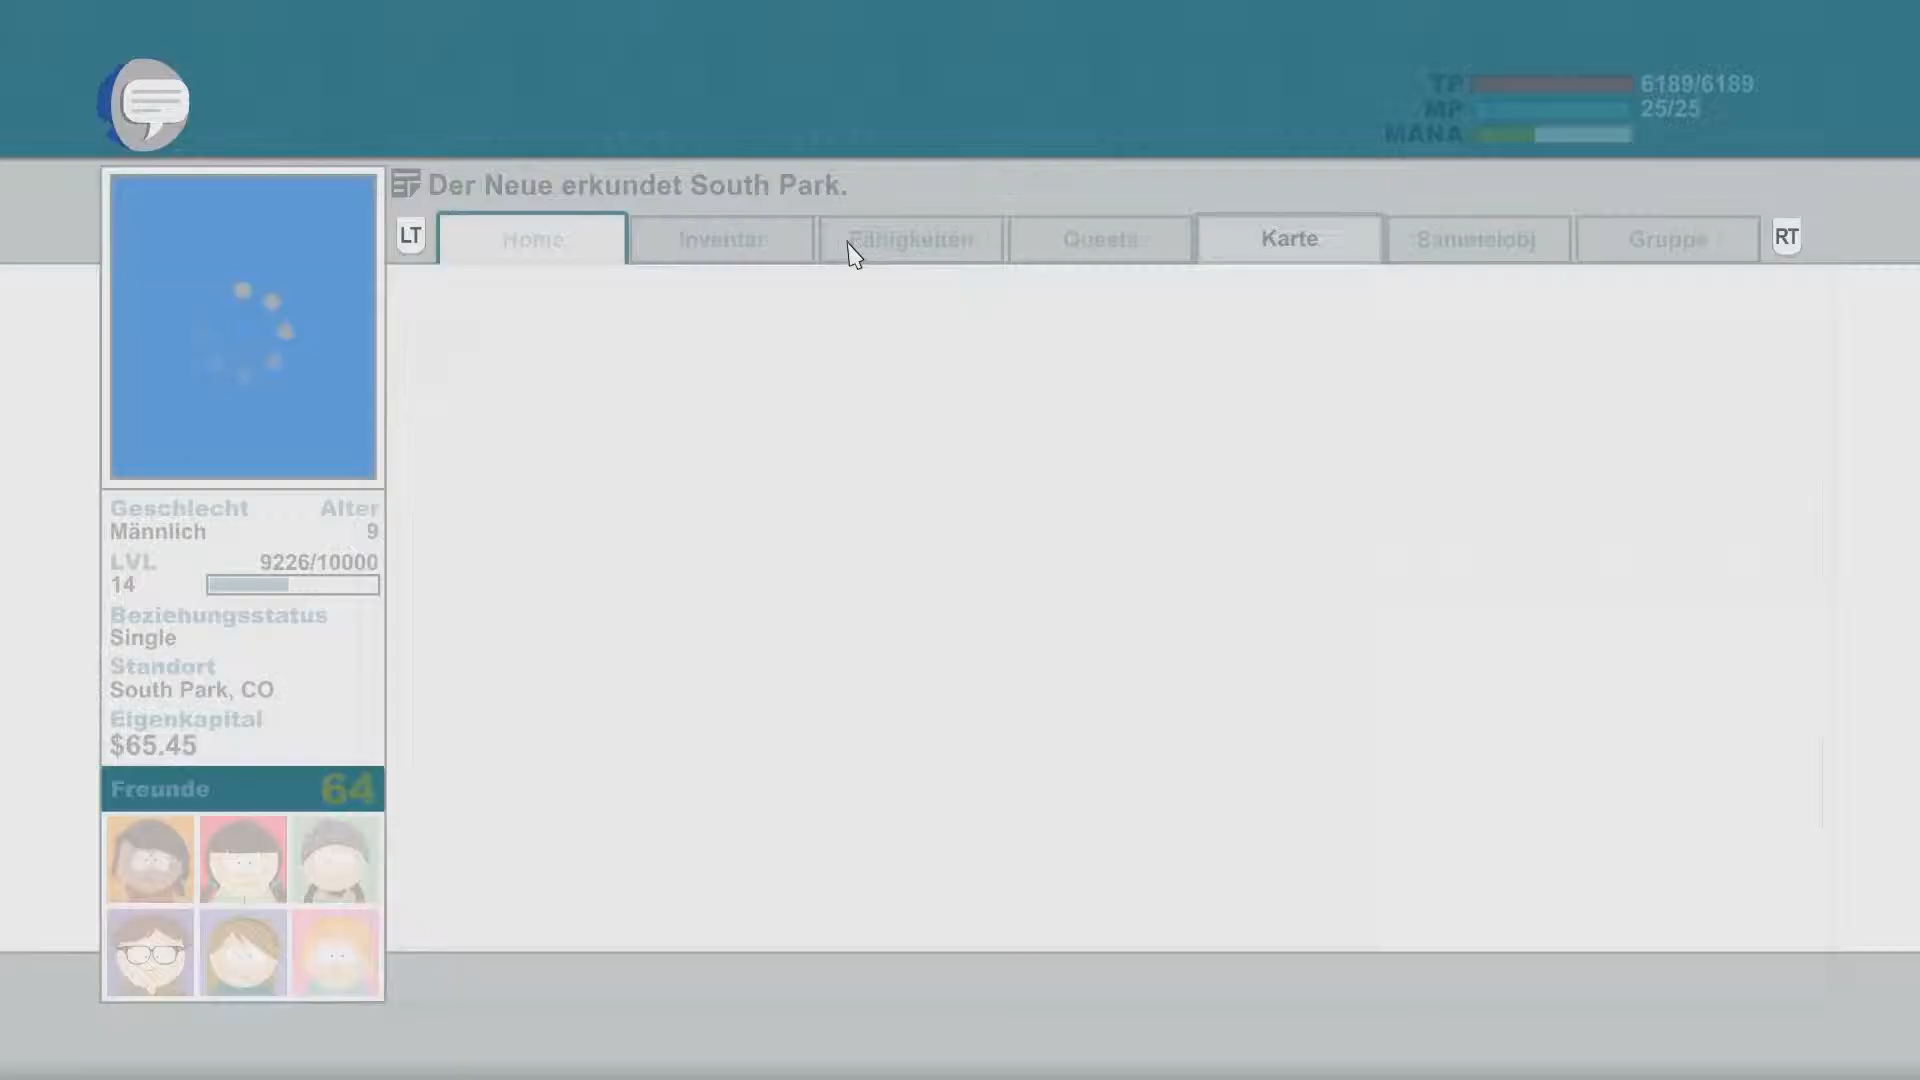 TP 6189/6189
MP 25/25
MANA
Der Neue erkundet South Park.
LT Home Inventar Fähigkeiten Quests Karte Sammelobj Gruppe RT
Geschlecht Alter
Männlich 9
LVL 9226/10000
14
Beziehungsstatus
Single
Standort
South Park, CO
Eigenkapital
$65.45
Freunde 64